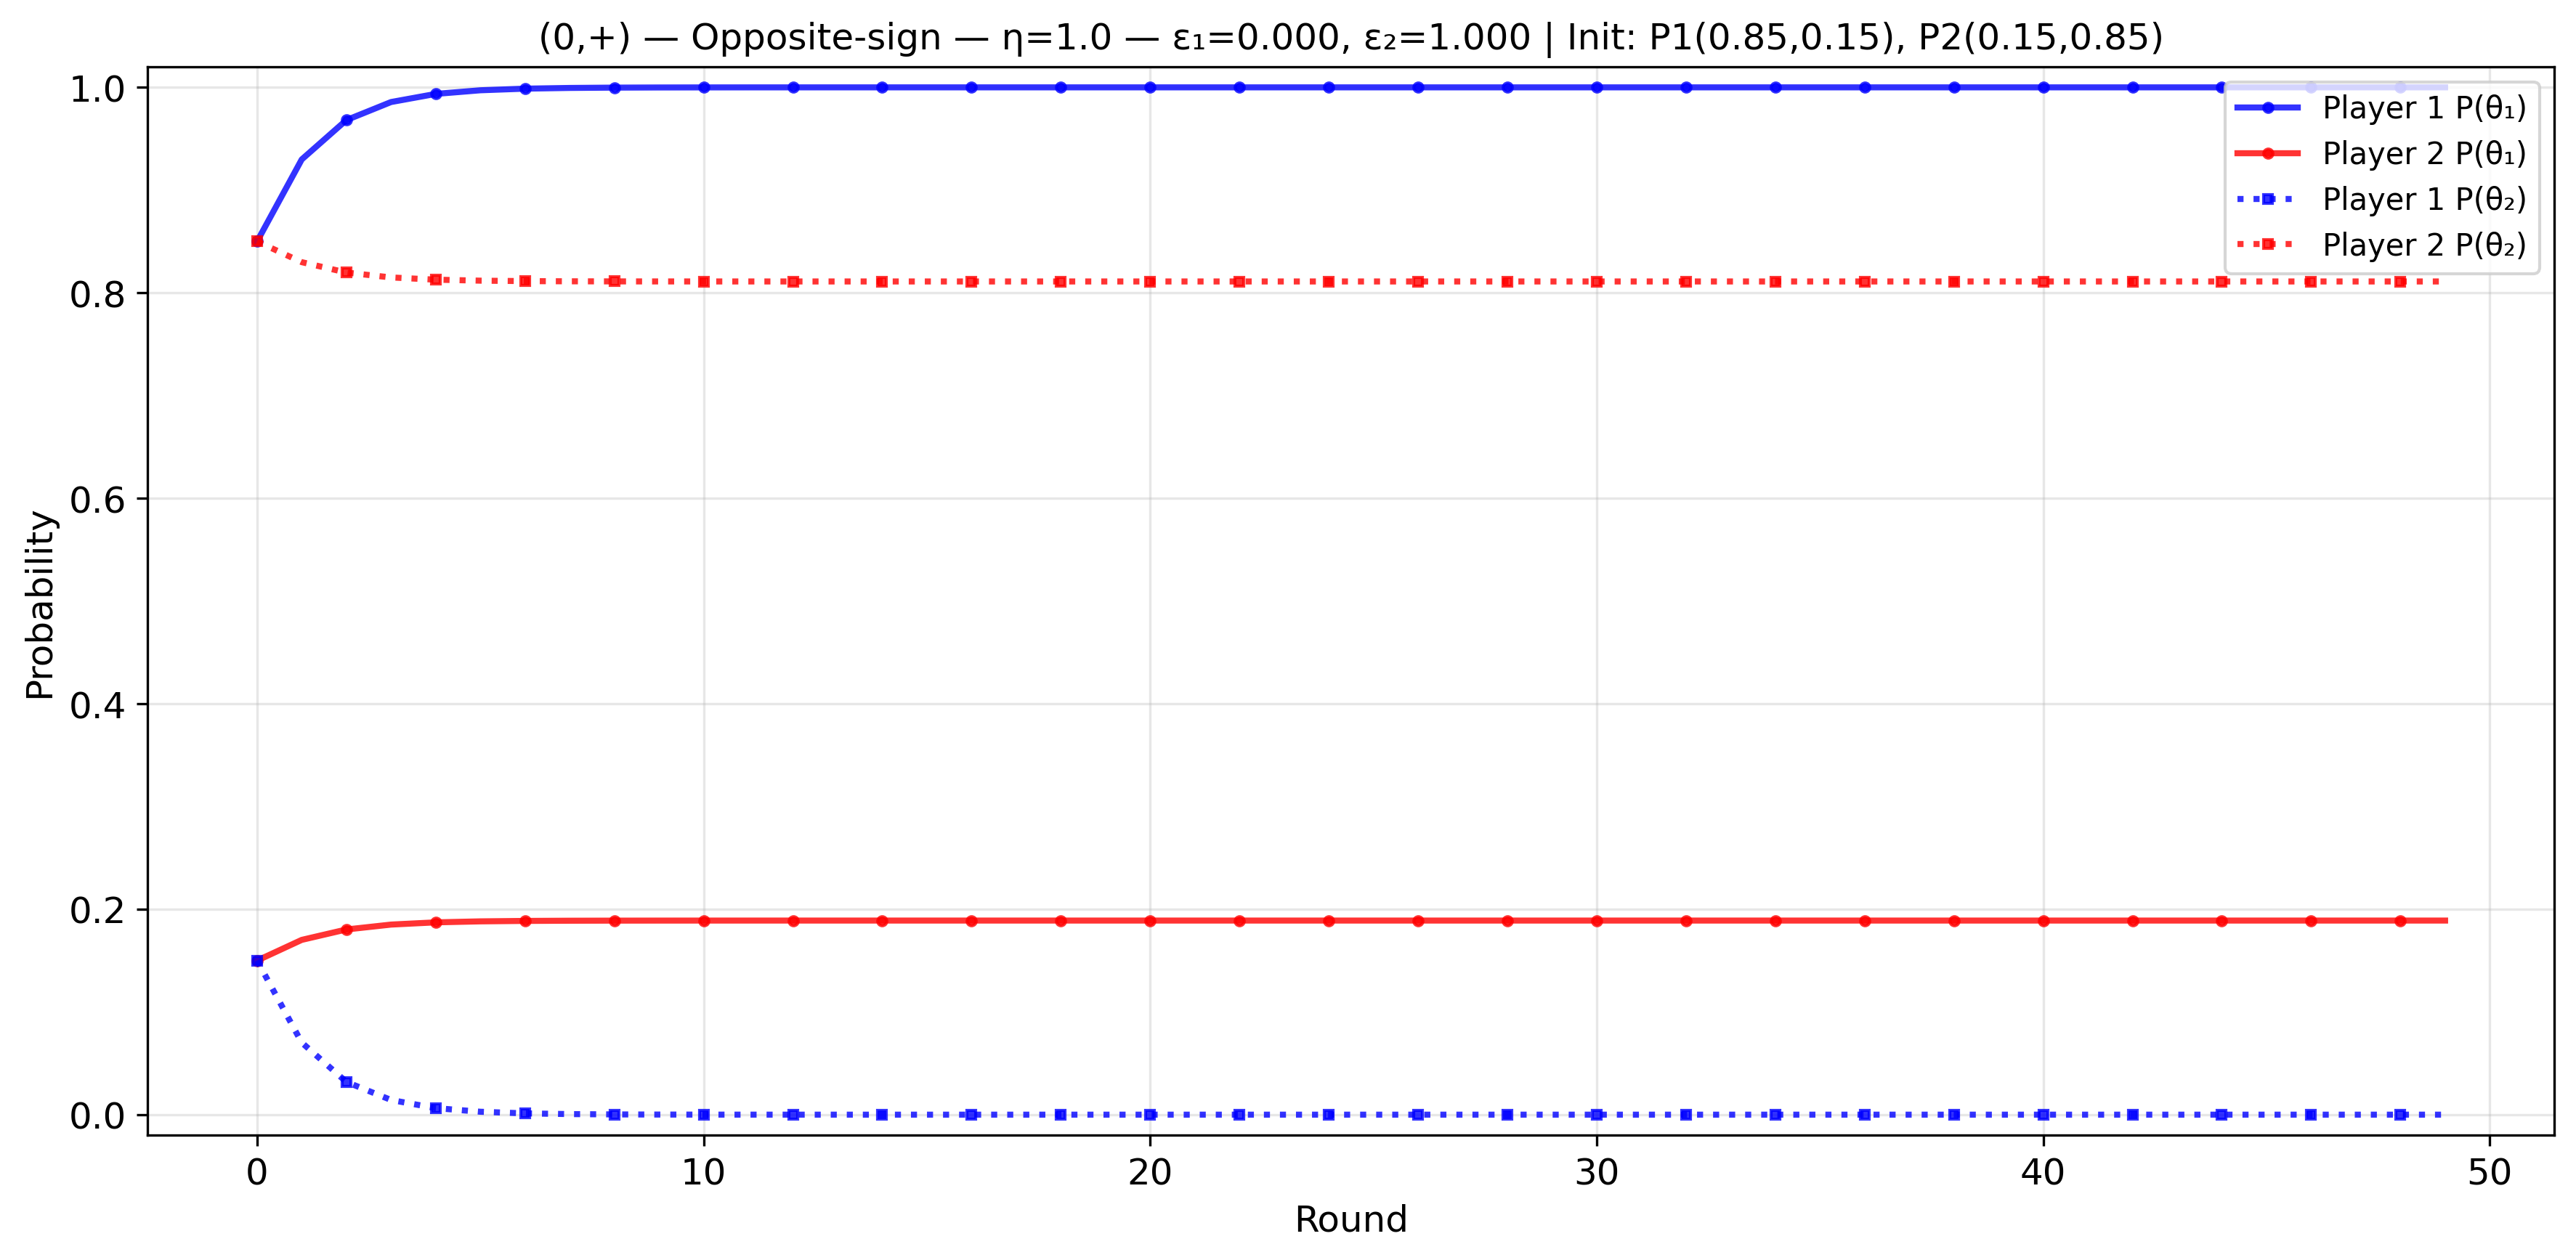 (0,+) — Opposite-sign — η=1.0 — ε₁=0.000, ε₂=1.000 | Init: P1(0.85,0.15), P2(0.15,0.85)
1.0
0.8
0.6
0.4
0.2
0.0
Probability
Player 1 P(θ₁)
Player 2 P(θ₁)
Player 1 P(θ₂)
Player 2 P(θ₂)
0 10 20 30 40 50
Round